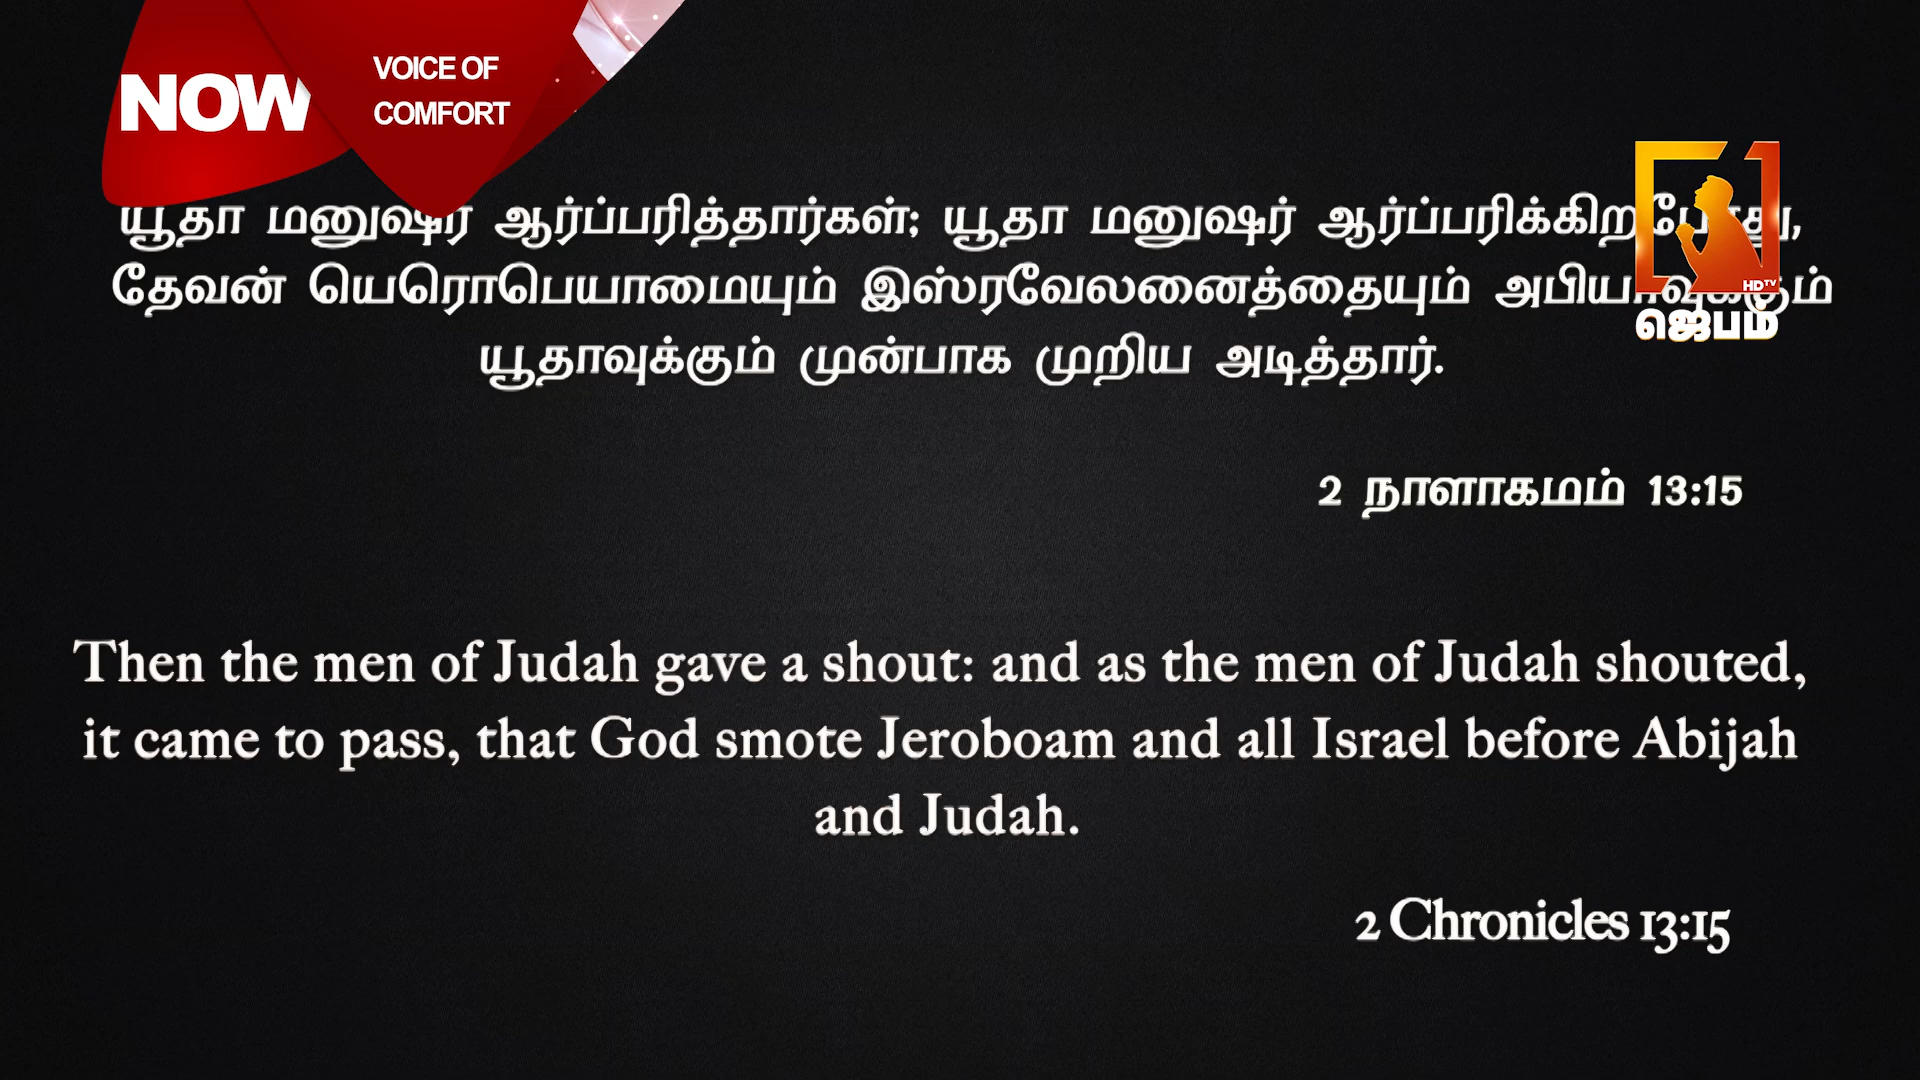 NOW
VOICE OF
COMFORT
யூதா மனுஷர் ஆர்ப்பரித்தார்கள்; யூதா மனுஷர் ஆர்ப்பரிக்கிறபோது,
தேவன் யெரொபெயாமையும் இஸ்ரவேலனைத்தையும் அபியாவுக்கும்
யூதாவுக்கும் முன்பாக முறிய அடித்தார்.
HDTV
ஜெபம்
2 நாளாகமம் 13:15
Then the men of Judah gave a shout: and as the men of Judah shouted,
it came to pass, that God smote Jeroboam and all Israel before Abijah
and Judah.
2 Chronicles 13:15